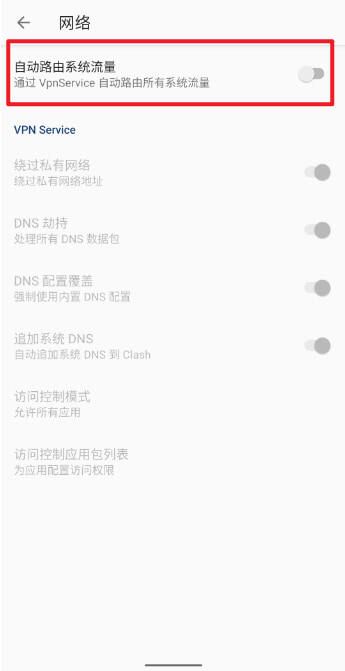 网络
自动路由系统流量
通过 VpnService 自动路由所有系统流量
VPN Service
绕过私有网络
绕过私有网络地址
DNS 劫持
处理所有 DNS 数据包
DNS 配置覆盖
强制使用内置 DNS 配置
追加系统 DNS
自动追加系统 DNS 到 Clash
访问控制模式
允许所有应用
访问控制应用包列表
为应用配置访问权限